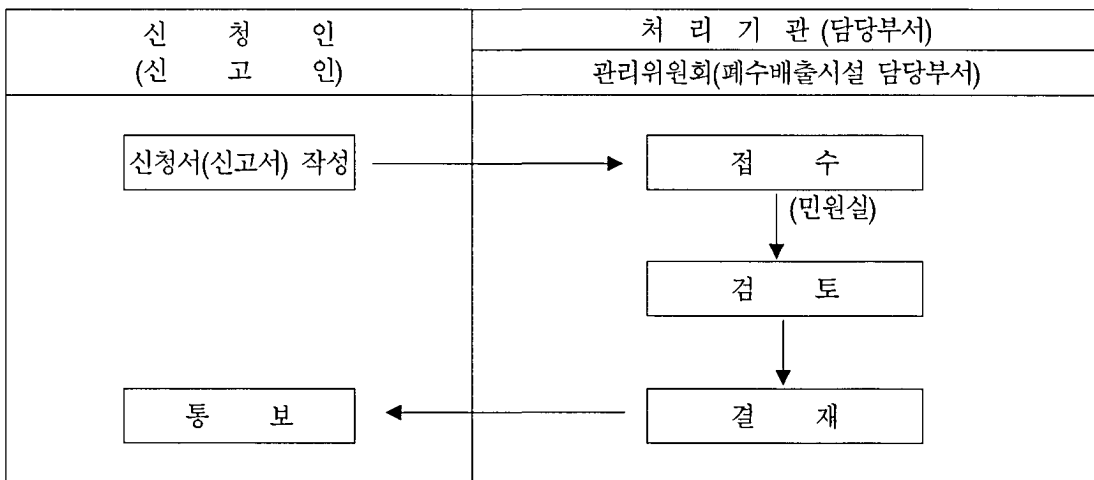 신 청 인
(신 고 인)
처 리 기 관 (담당부서)
관리위원회(폐수배출시설 담당부서)
신청서(신고서) 작성
접 수
(민원실)
검 토
통 보
결 재